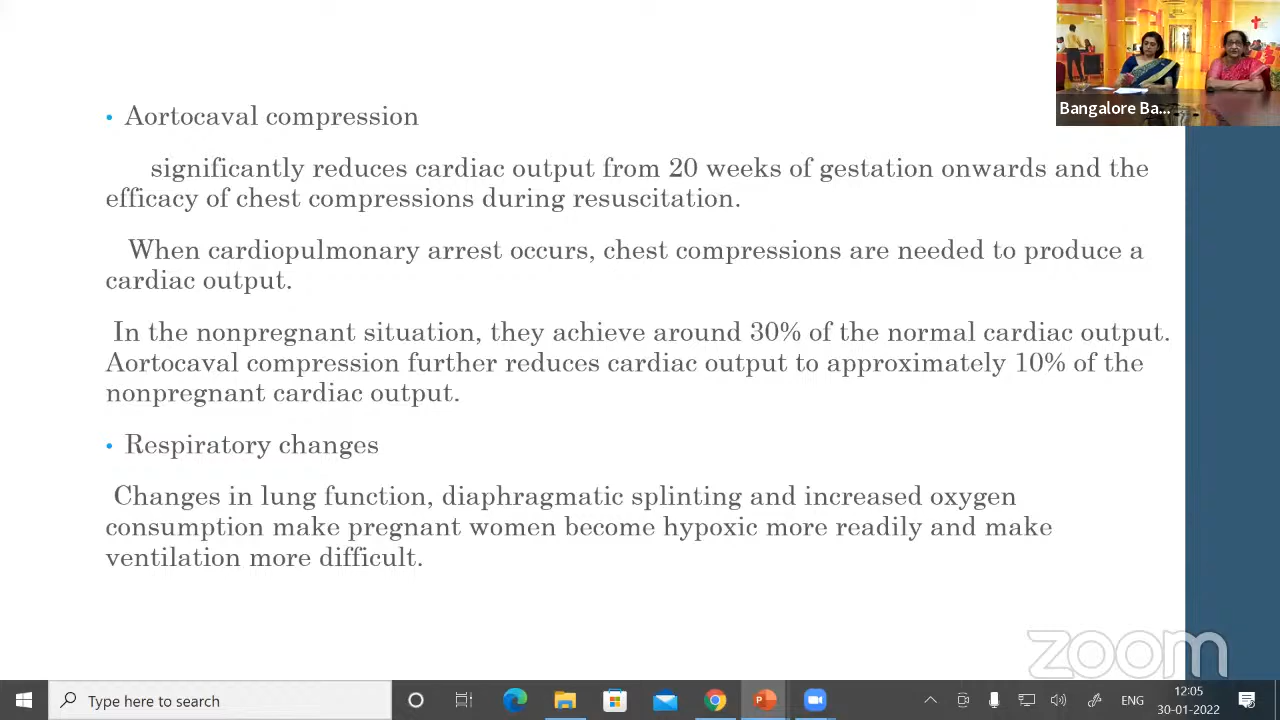 Bangalore Ba...
• Aortocaval compression
significantly reduces cardiac output from 20 weeks of gestation onwards and the
efficacy of chest compressions during resuscitation.
When cardiopulmonary arrest occurs, chest compressions are needed to produce a
cardiac output.
In the nonpregnant situation, they achieve around 30% of the normal cardiac output.
Aortocaval compression further reduces cardiac output to approximately 10% of the
nonpregnant cardiac output.
• Respiratory changes
Changes in lung function, diaphragmatic splinting and increased oxygen
consumption make pregnant women become hypoxic more readily and make
ventilation more difficult.
zoom
Type here to search
ENG
12:05
30-01-2022